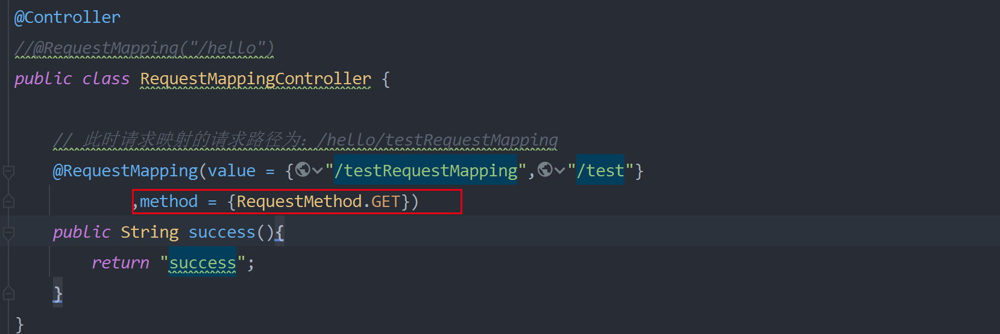 @Controller
//@RequestMapping("/hello")
public class RequestMappingController {
// 此时请求映射的请求路径为：/hello/testRequestMapping
@RequestMapping(value = {"/testRequestMapping","/test"}
,method = {RequestMethod.GET})
public String success(){
return "success";
}
}